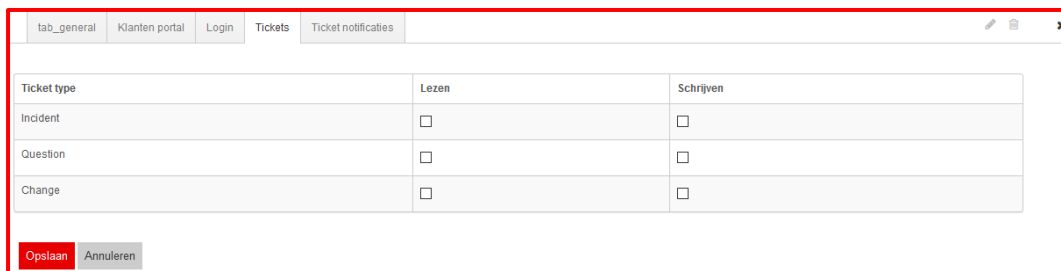 tab_general Klanten portal Login Tickets Ticket notificaties
Ticket type Lezen Schrijven
Incident
Question
Change
Opslaan Annuleren